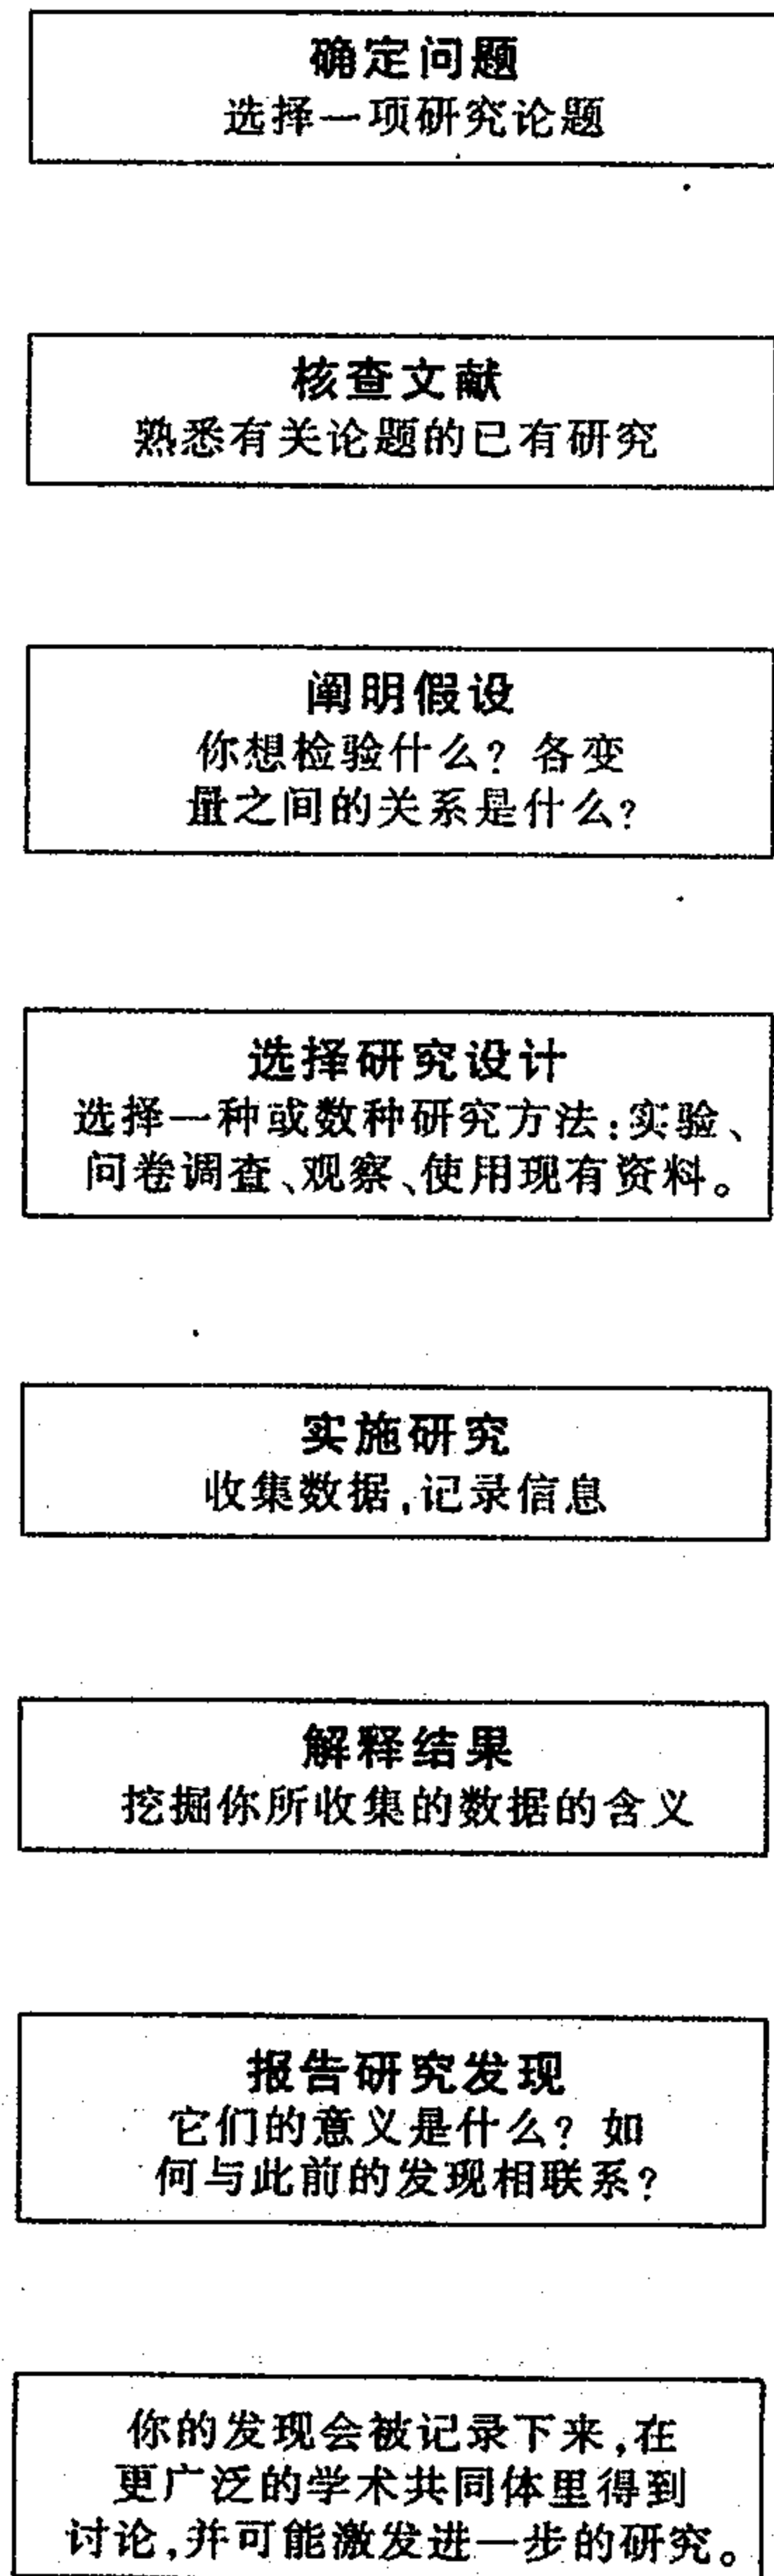 确定问题
选择一项研究论题
核查文献
熟悉有关论题的已有研究
阐明假设
你想检验什么？各变
量之间的关系是什么？
选择研究设计
选择一种或数种研究方法：实验、
问卷调查、观察、使用现有资料。
实施研究
收集数据，记录信息
解释结果
挖掘你所收集的数据的含义
报告研究发现
它们的意义是什么？如
何与此前的发现相联系？
你的发现会被记录下来，在
更广泛的学术共同体里得到
讨论，并可能激发进一步的研究。